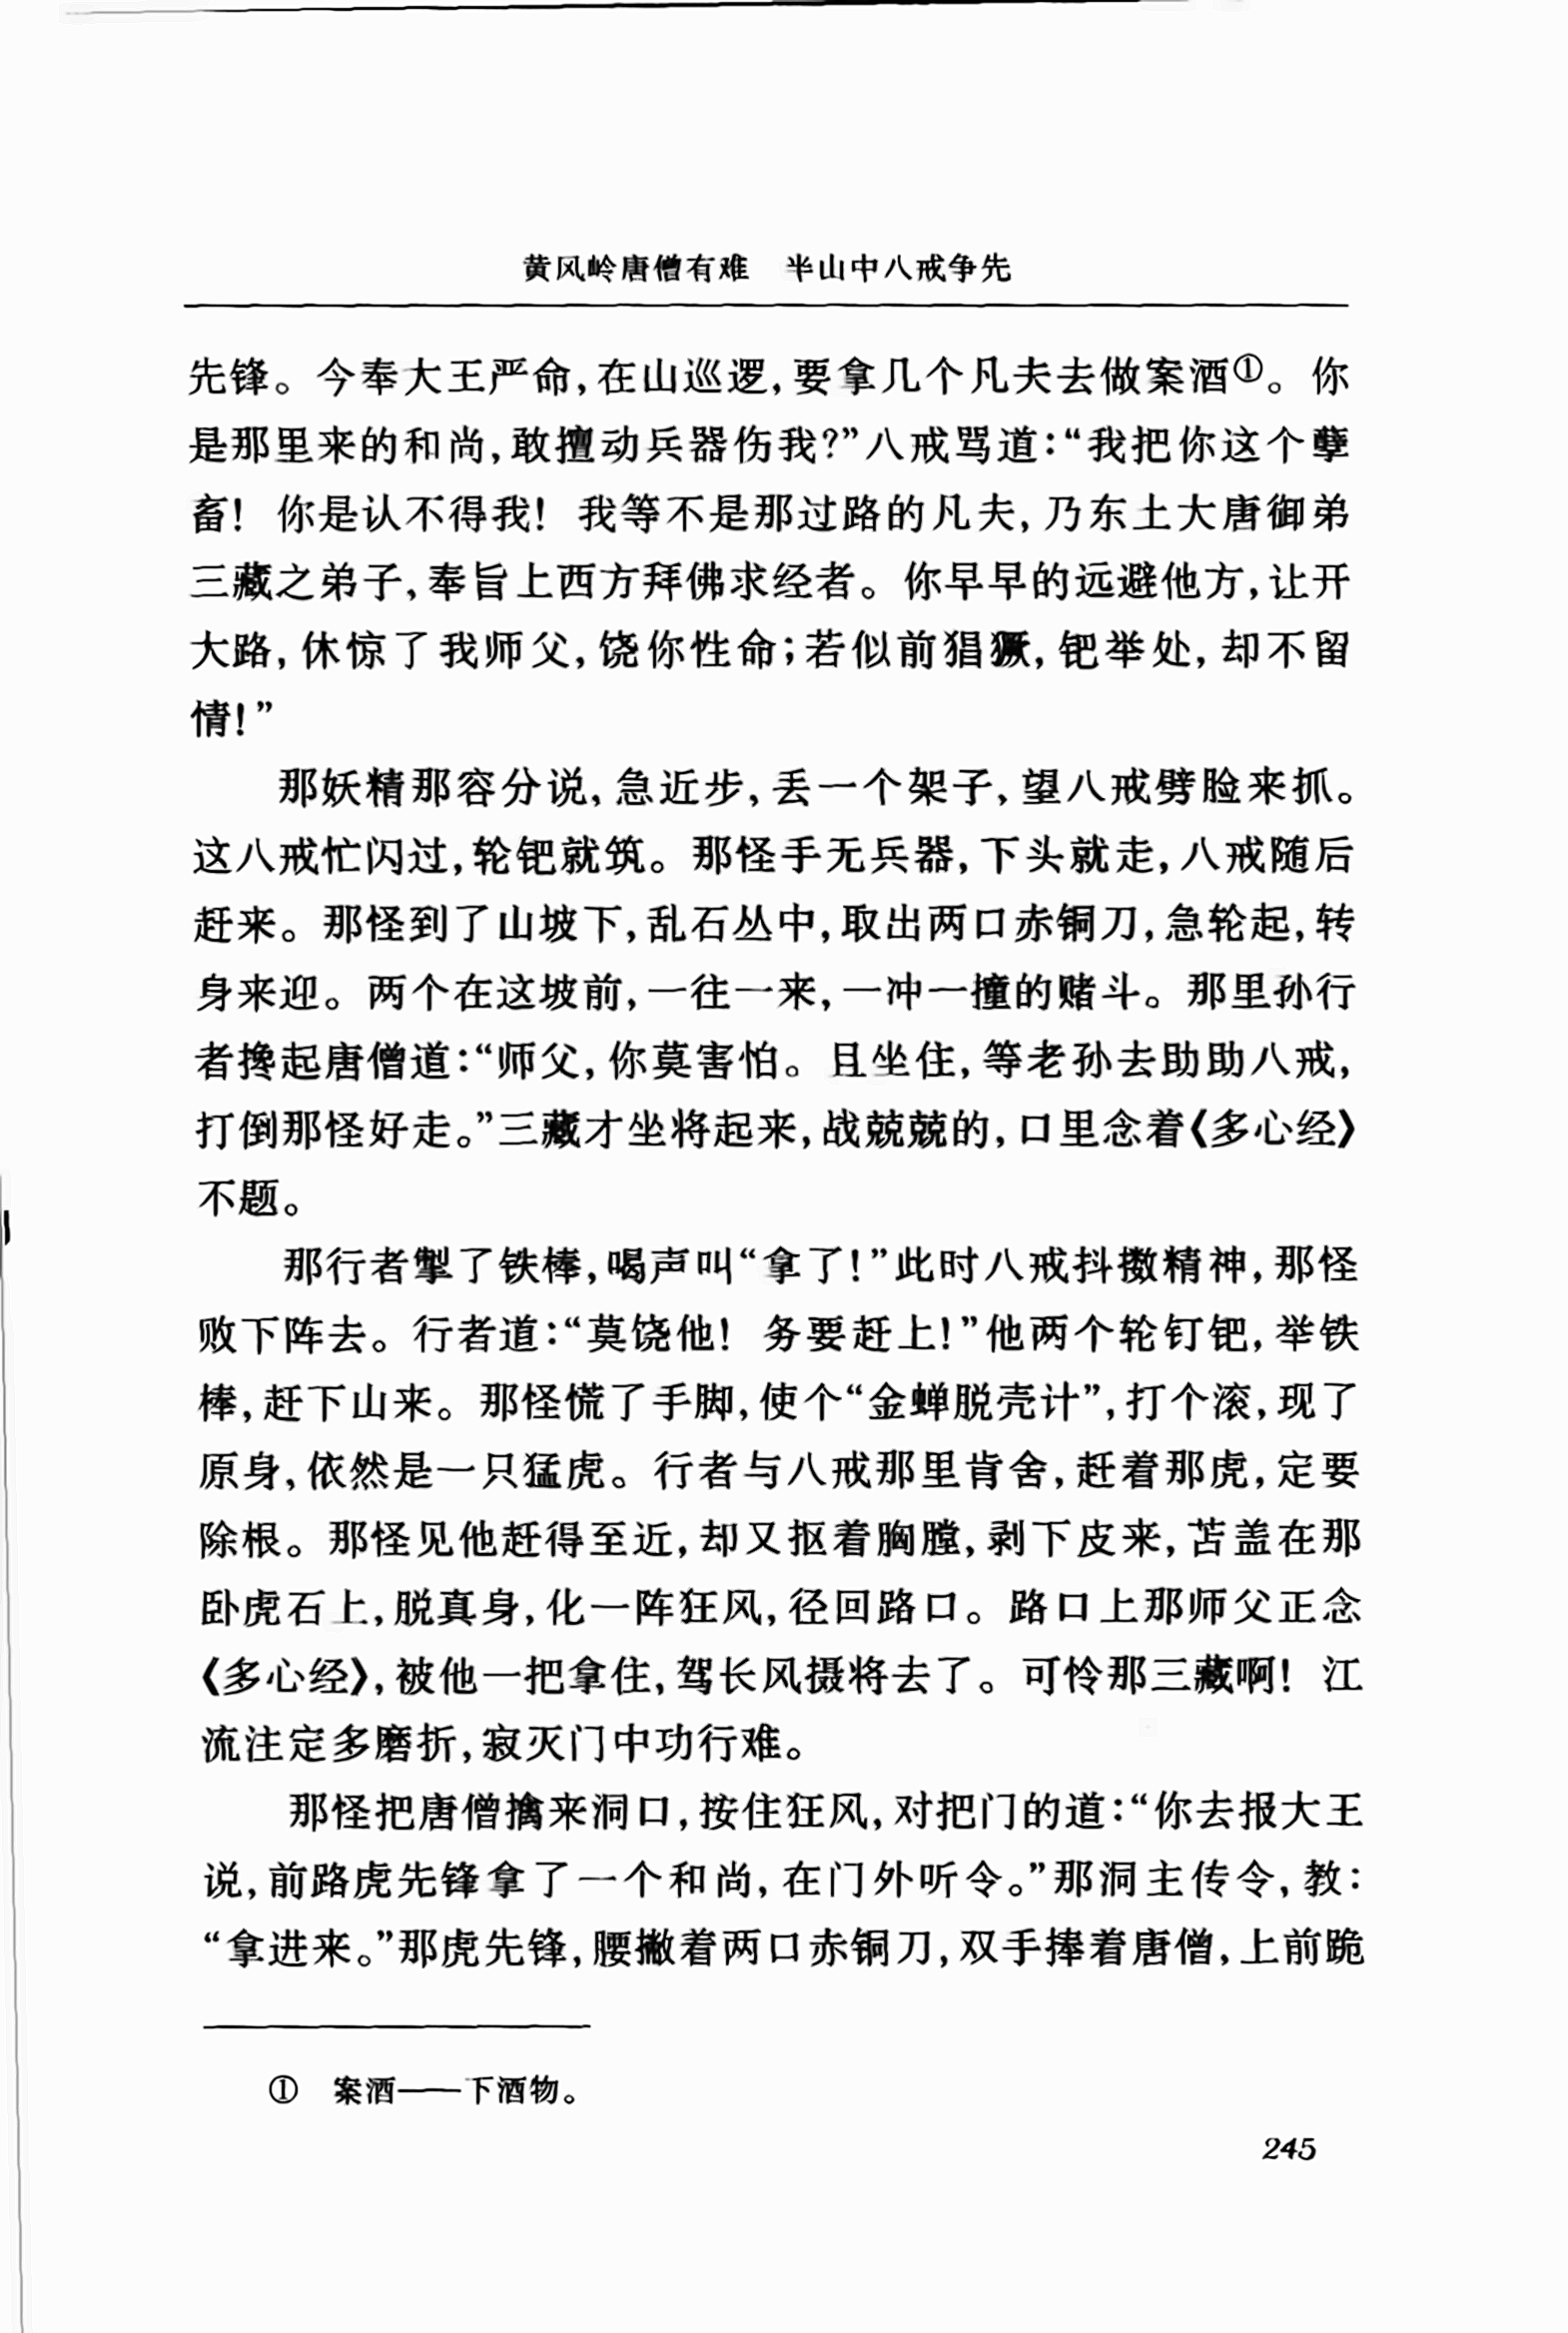 黄风岭唐僧有难　半山中八戒争先
先锋。今奉大王严命,在山巡逻,要拿几个凡夫去做案酒①。你
是那里来的和尚,敢擅动兵器伤我?”八戒骂道:“我把你这个孽
畜! 你是认不得我! 我等不是那过路的凡夫,乃东土大唐御弟
三藏之弟子,奉旨上西方拜佛求经者。你早早的远避他方,让开
大路,休惊了我师父,饶你性命;若似前猖獗,钯举处,却不留
情!”
那妖精那容分说,急近步,丢一个架子,望八戒劈脸来抓。
这八戒忙闪过,轮钯就筑。那怪手无兵器,下头就走,八戒随后
赶来。那怪到了山坡下,乱石丛中,取出两口赤铜刀,急轮起,转
身来迎。两个在这坡前,一往一来,一冲一撞的赌斗。那里孙行
者搀起唐僧道:“师父,你莫害怕。且坐住,等老孙去助助八戒,
打倒那怪好走。”三藏才坐将起来,战兢兢的,口里念着《多心经》
不题。
那行者掣了铁棒,喝声叫“拿了!”此时八戒抖擞精神,那怪
败下阵去。行者道:“莫饶他! 务要赶上!”他两个轮钉钯,举铁
棒,赶下山来。那怪慌了手脚,使个“金蝉脱壳计”,打个滚,现了
原身,依然是一只猛虎。行者与八戒那里肯舍,赶着那虎,定要
除根。那怪见他赶得至近,却又抠着胸膛,剥下皮来,苫盖在那
卧虎石上,脱真身,化一阵狂风,径回路口。路口上那师父正念
《多心经》,被他一把拿住,驾长风摄将去了。可怜那三藏啊! 江
流注定多磨折,寂灭门中功行难。
那怪把唐僧擒来洞口,按住狂风,对把门的道:“你去报大王
说,前路虎先锋拿了一个和尚,在门外听令。”那洞主传令,教:
“拿进来。”那虎先锋,腰撇着两口赤铜刀,双手捧着唐僧,上前跪
①　案酒——下酒物。
245